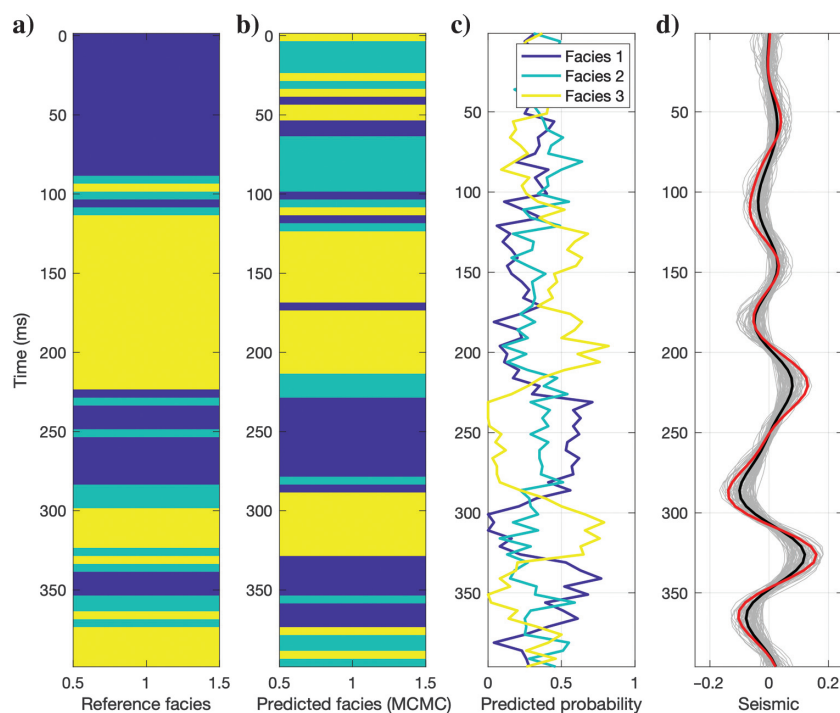 a)
b)
c)
d)
0
50
100
150
200
250
300
350
Time (ms)
0.5 1 1.5
Reference facies
0
50
100
150
200
250
300
350
0.5 1 1.5
Predicted facies (MCMC)
Facies 1
Facies 2
Facies 3
50
100
150
200
250
300
350
0 0.5 1
Predicted probability
50
100
150
200
250
300
350
−0.2 0 0.2
Seismic